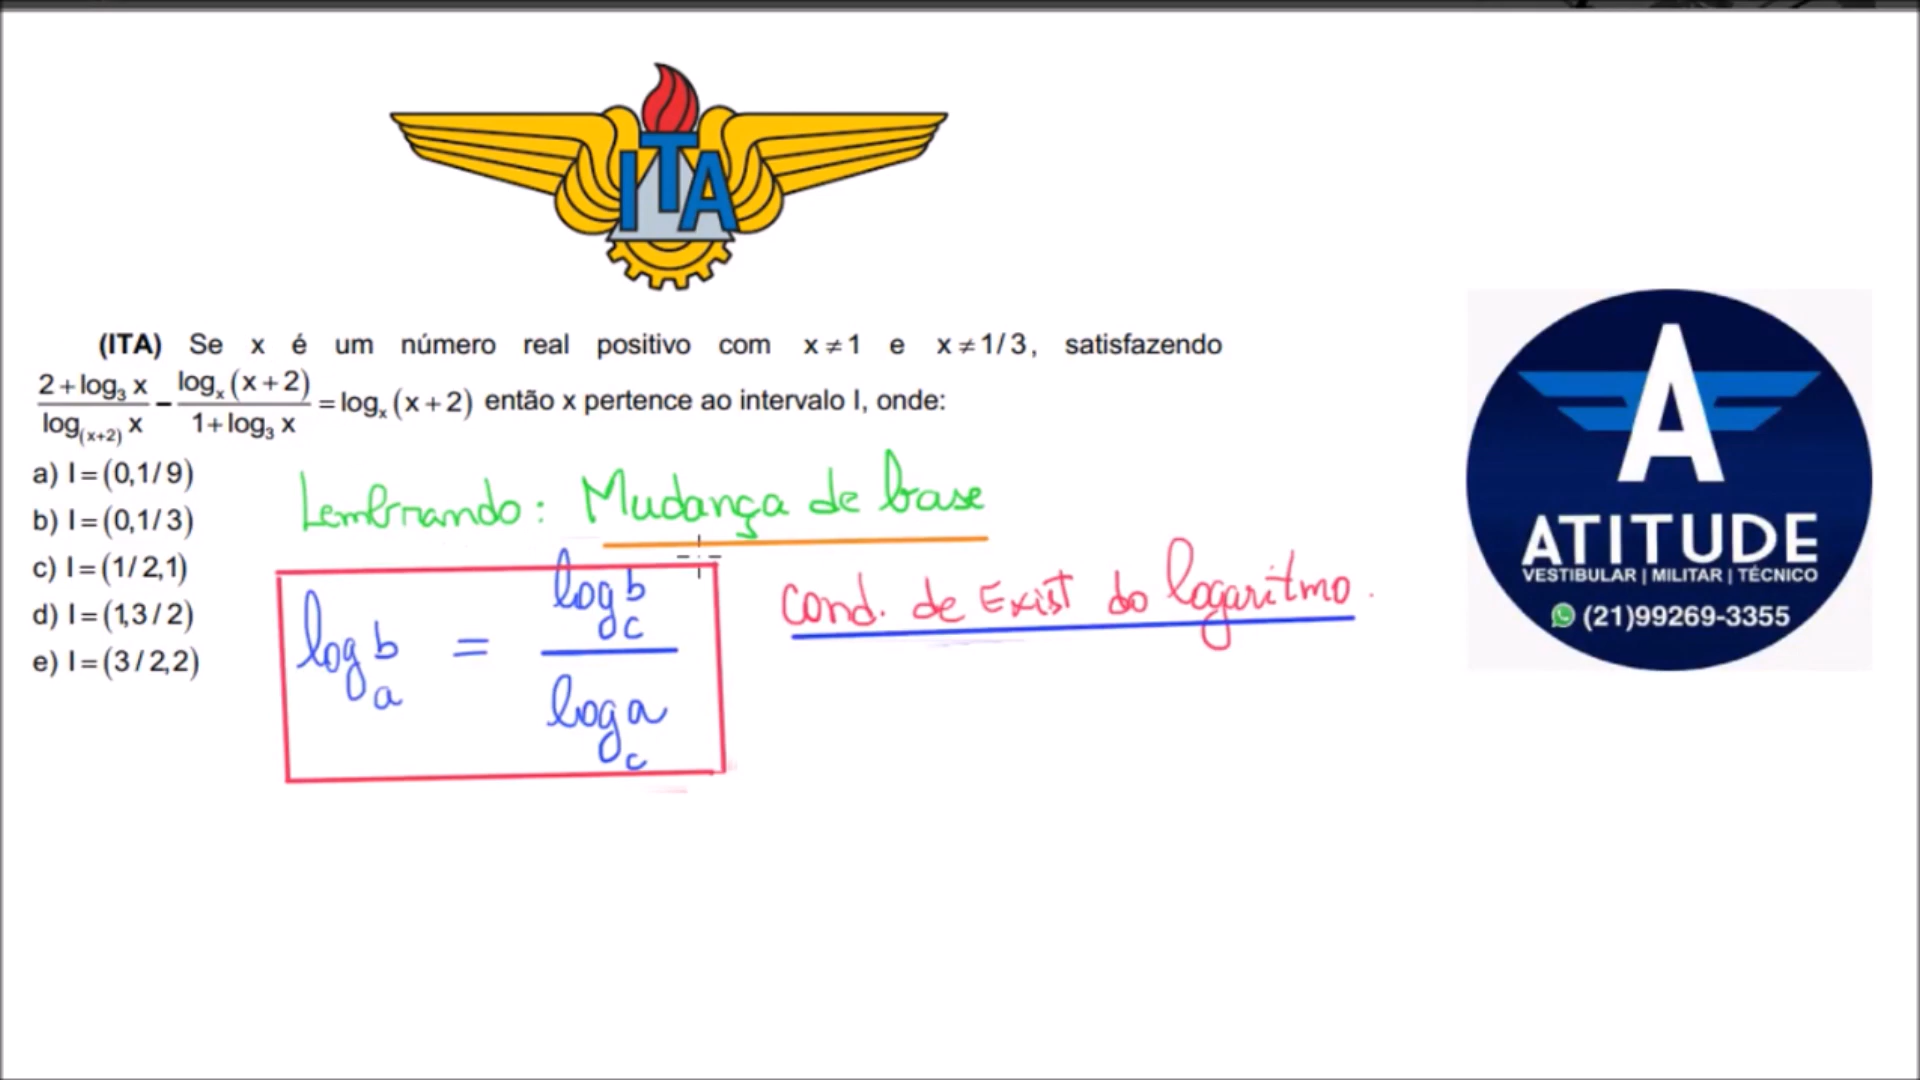 ITA
(ITA) Se x é um número real positivo com x ≠ 1 e x ≠ 1/3, satisfazendo
(2 + log₃ x)/(log₍ₓ₊₂₎ x) − (logₓ (x + 2))/(1 + log₃ x) = logₓ (x + 2) então x pertence ao intervalo I, onde:
a) I = (0,1/9)
b) I = (0,1/3)
c) I = (1/2,1)
d) I = (1,3/2)
e) I = (3/2,2)
Lembrando: Mudança de base
log_a b = (log_c b)/(log_c a)
Cond. de Exist do logaritmo.
A
ATITUDE
VESTIBULAR | MILITAR | TÉCNICO
(21)99269-3355